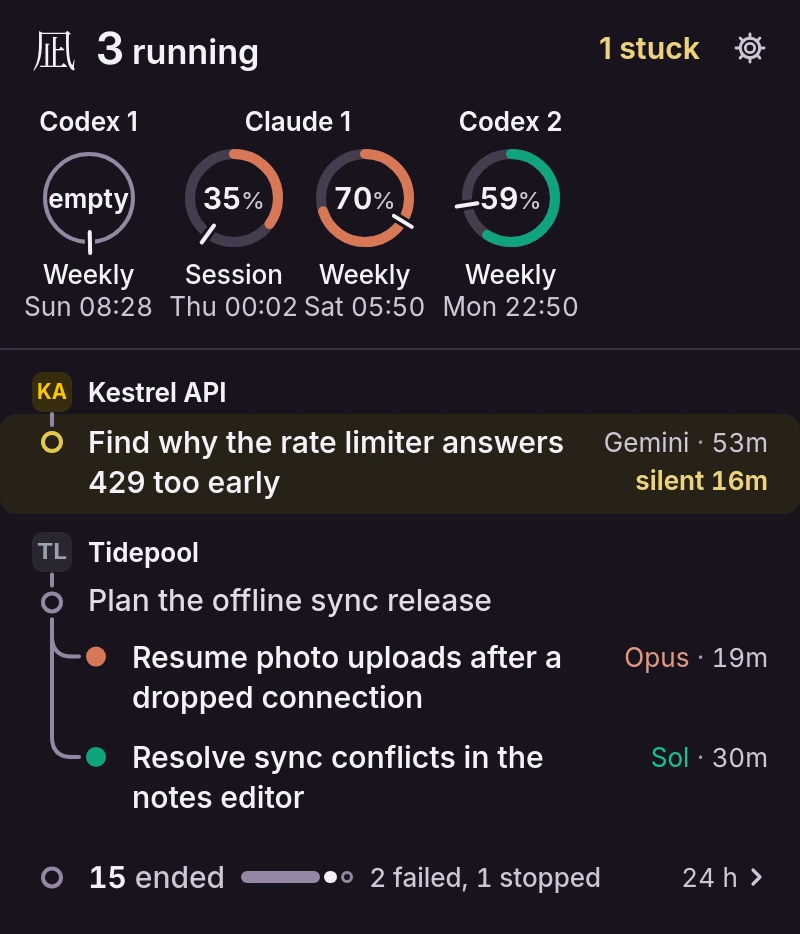 凪 3 running 1 stuck
Codex 1 Claude 1 Codex 2
empty 35% 70% 59%
Weekly Session Weekly Weekly
Sun 08:28 Thu 00:02 Sat 05:50 Mon 22:50
KA Kestrel API
Find why the rate limiter answers Gemini · 53m
429 too early silent 16m
TL Tidepool
Plan the offline sync release
Resume photo uploads after a Opus · 19m
dropped connection
Resolve sync conflicts in the Sol · 30m
notes editor
15 ended 2 failed, 1 stopped 24 h